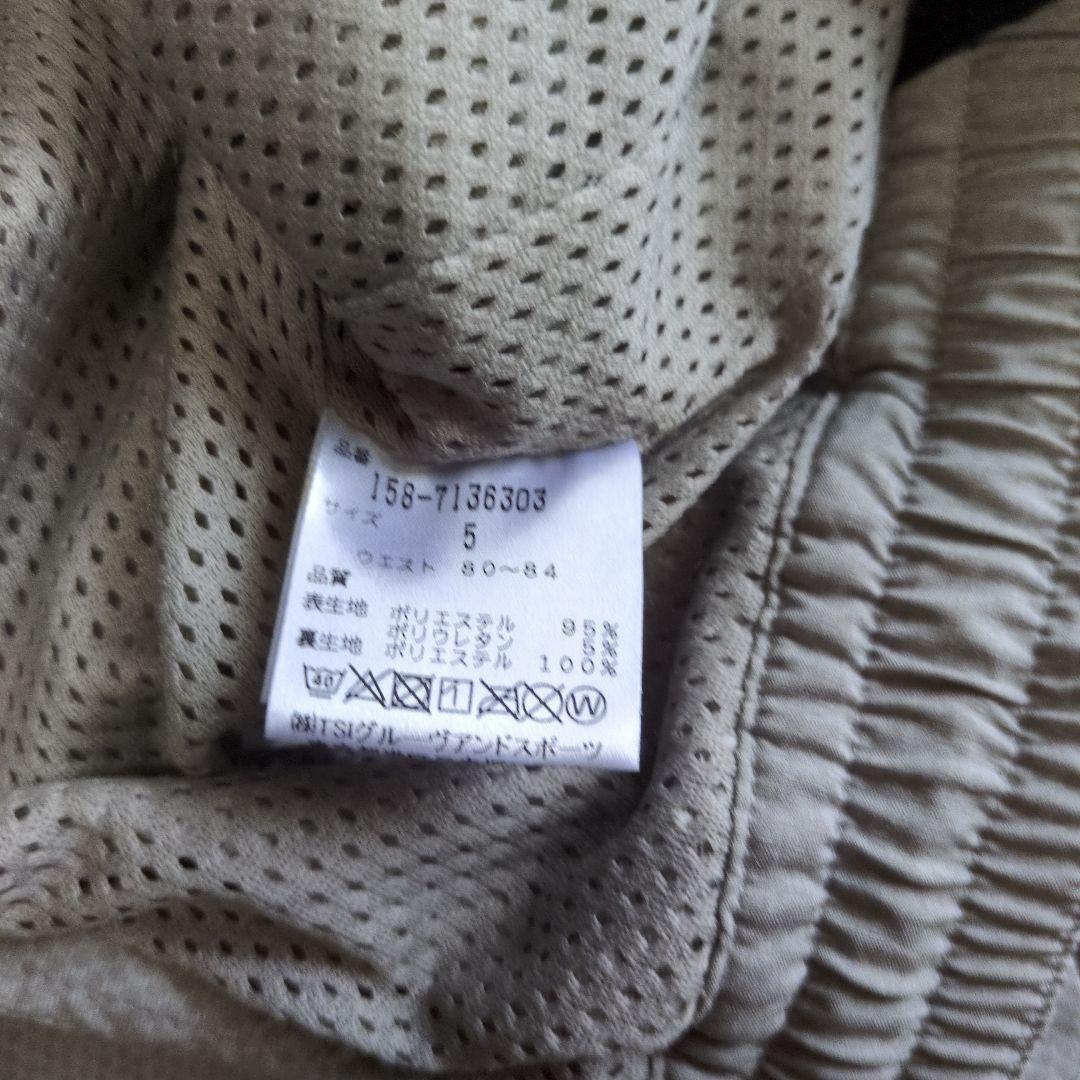 品番
158-7136303
サイズ 5
ウエスト 80~84
品質
表生地 ポリエステル 95%
ポリウレタン 5%
裏生地 ポリエステル 100%
40 W
(株)TSIグルーヴアンドスポーツ